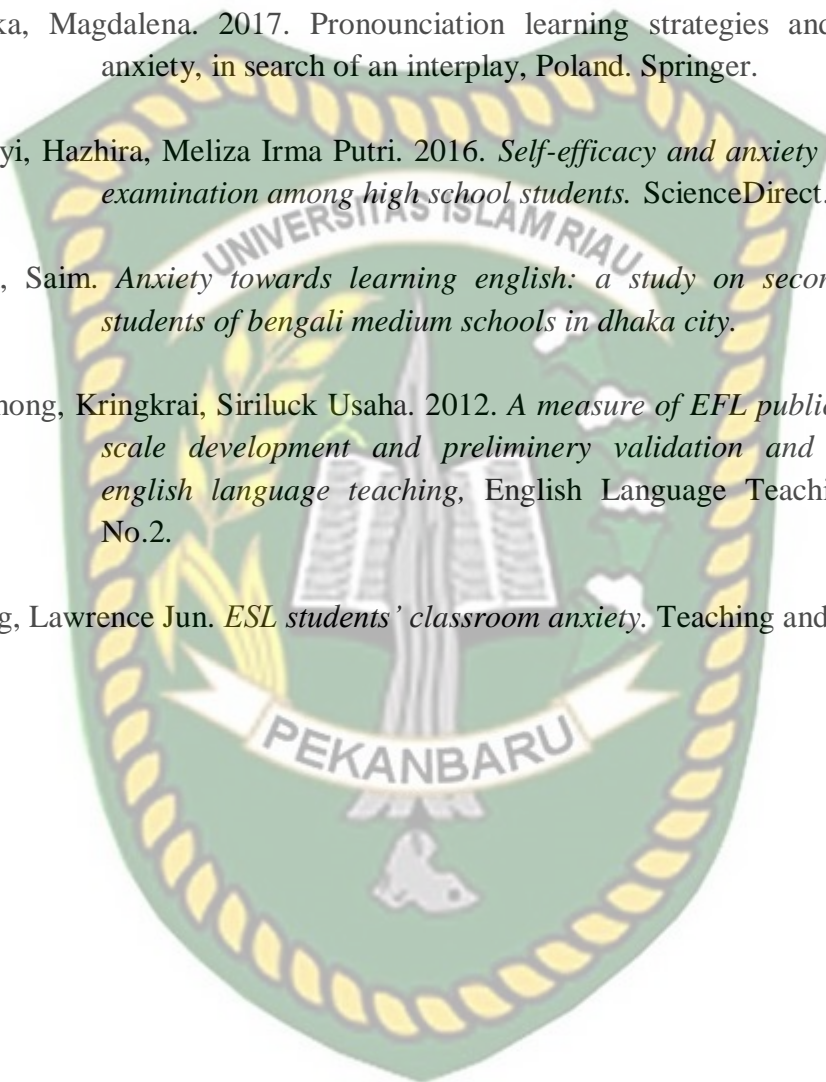 ka, Magdalena. 2017. Pronounciation learning strategies and
anxiety, in search of an interplay, Poland. Springer.
yi, Hazhira, Meliza Irma Putri. 2016. Self-efficacy and anxiety
examination among high school students. ScienceDirect.
UNIVERSITAS ISLAM RIAU
, Saim. Anxiety towards learning english: a study on secon
students of bengali medium schools in dhaka city.
hong, Kringkrai, Siriluck Usaha. 2012. A measure of EFL public
scale development and preliminery validation and
english language teaching, English Language Teachi
No.2.
g, Lawrence Jun. ESL students’ classroom anxiety. Teaching and
PEKANBARU